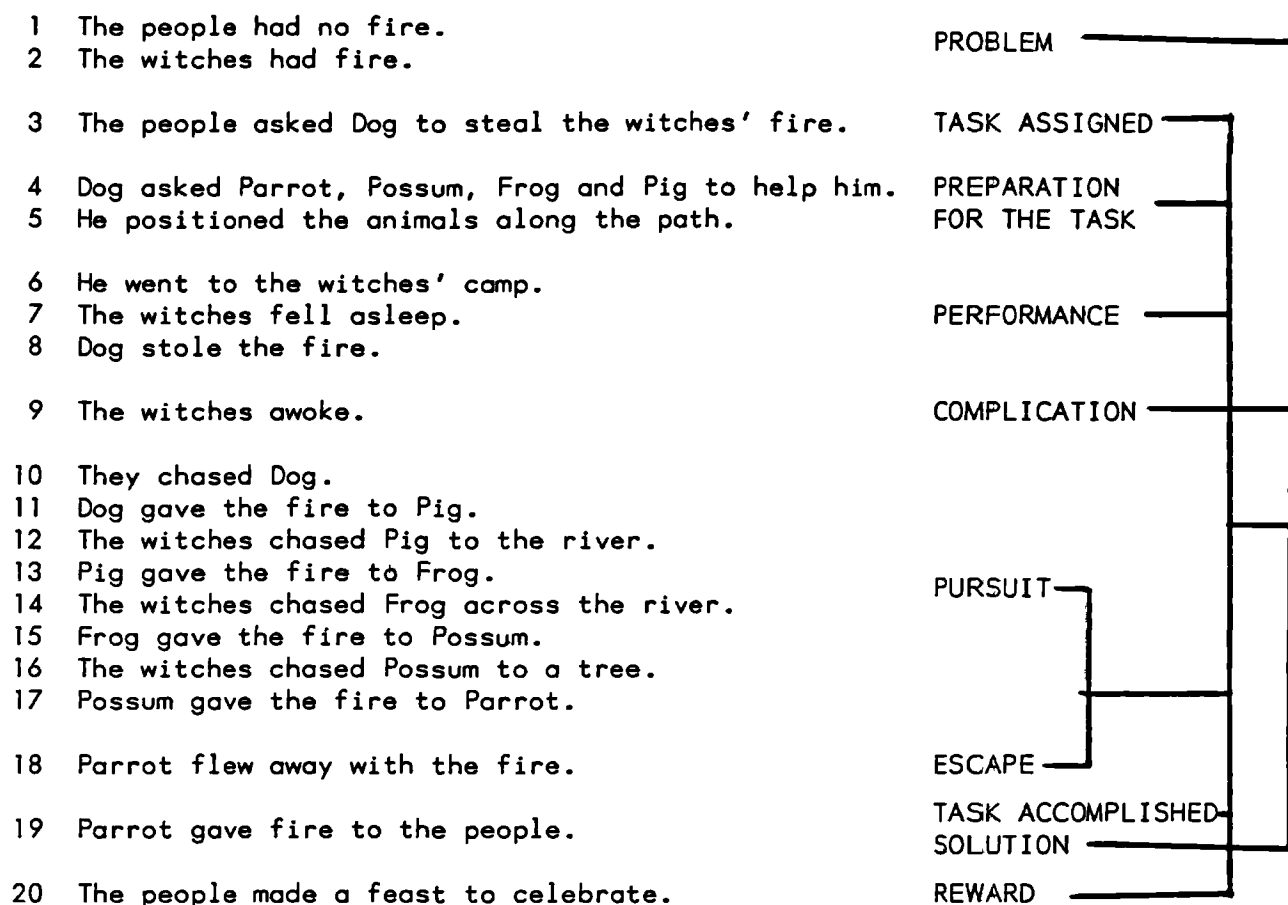 1 The people had no fire.
2 The witches had fire.
PROBLEM
3 The people asked Dog to steal the witches' fire. TASK ASSIGNED
4 Dog asked Parrot, Possum, Frog and Pig to help him. PREPARATION
5 He positioned the animals along the path. FOR THE TASK
6 He went to the witches' camp.
7 The witches fell asleep. PERFORMANCE
8 Dog stole the fire.
9 The witches awoke. COMPLICATION
10 They chased Dog.
11 Dog gave the fire to Pig.
12 The witches chased Pig to the river.
13 Pig gave the fire to Frog.
PURSUIT
14 The witches chased Frog across the river.
15 Frog gave the fire to Possum.
16 The witches chased Possum to a tree.
17 Possum gave the fire to Parrot.
18 Parrot flew away with the fire. ESCAPE
19 Parrot gave fire to the people. TASK ACCOMPLISHED
SOLUTION
20 The people made a feast to celebrate. REWARD